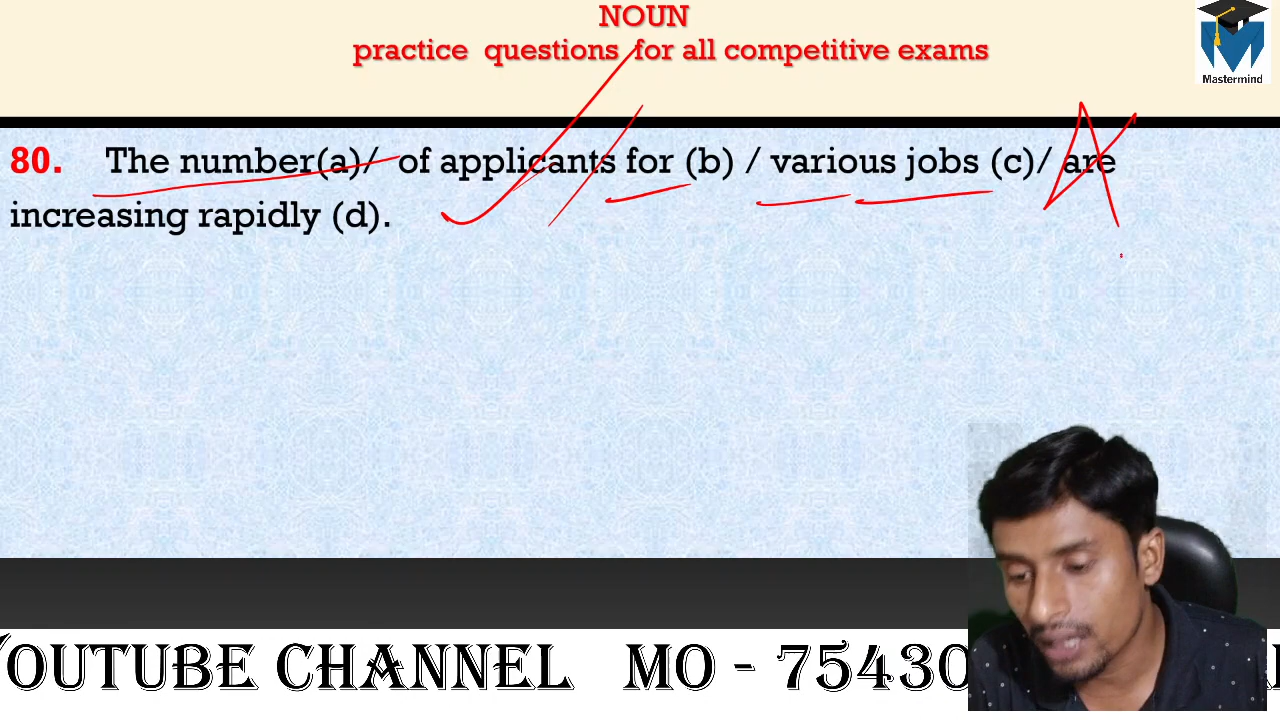 NOUN
practice questions for all competitive exams
Mastermind
80. The number(a)/ of applicants for (b) / various jobs (c)/ are
increasing rapidly (d).
A
YOUTUBE CHANNEL MO - 75430